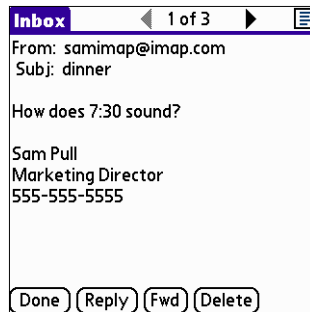 Inbox 1 of 3
From: samimap@imap.com
Subj: dinner
How does 7:30 sound?
Sam Pull
Marketing Director
555-555-5555
Done Reply Fwd Delete